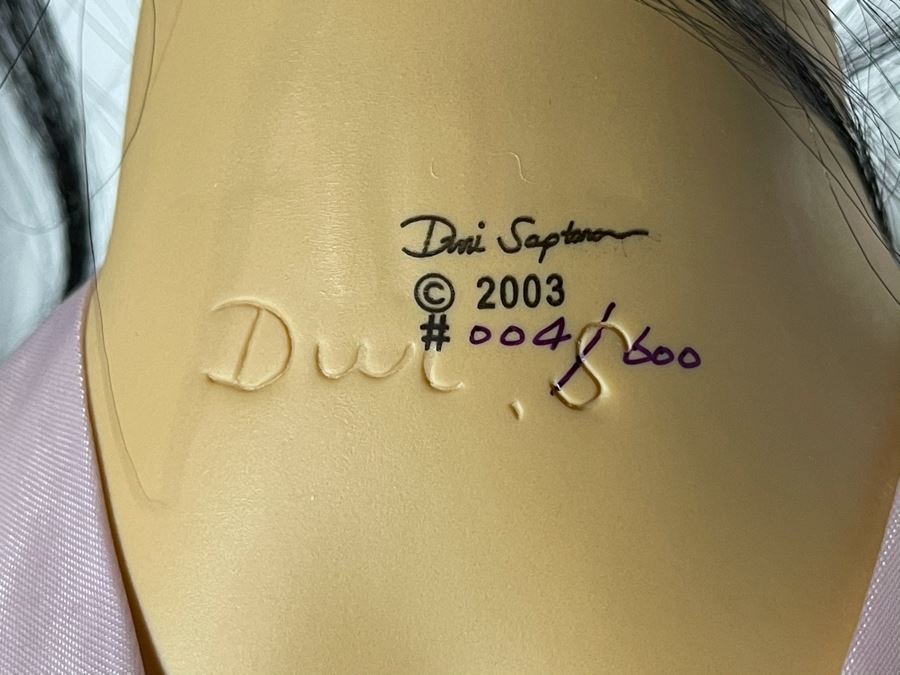 Dwi Saptono
© 2003
# 004/600
Dwi. S